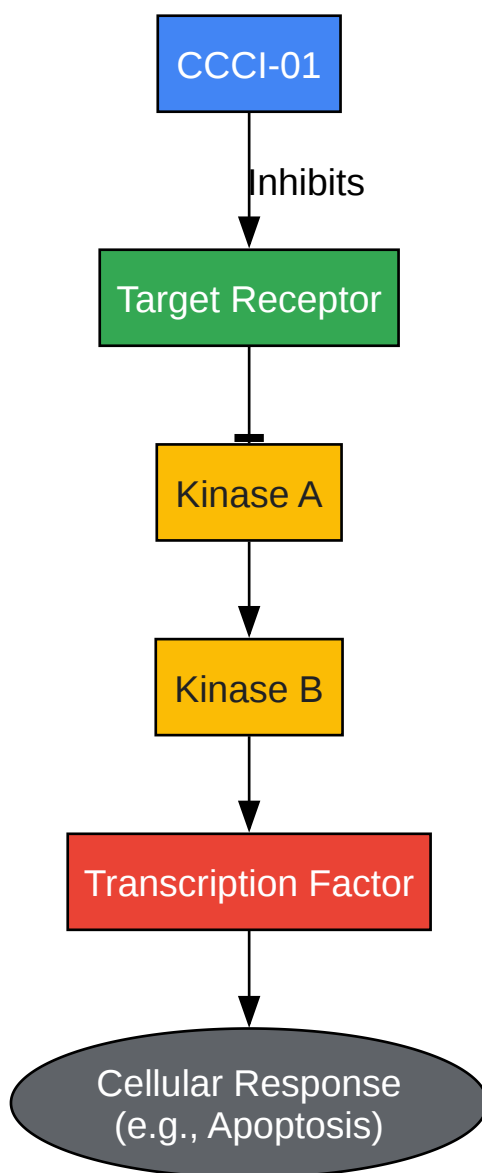 CCCI-01
Inhibits
Target Receptor
Kinase A
Kinase B
Transcription Factor
Cellular Response
(e.g., Apoptosis)